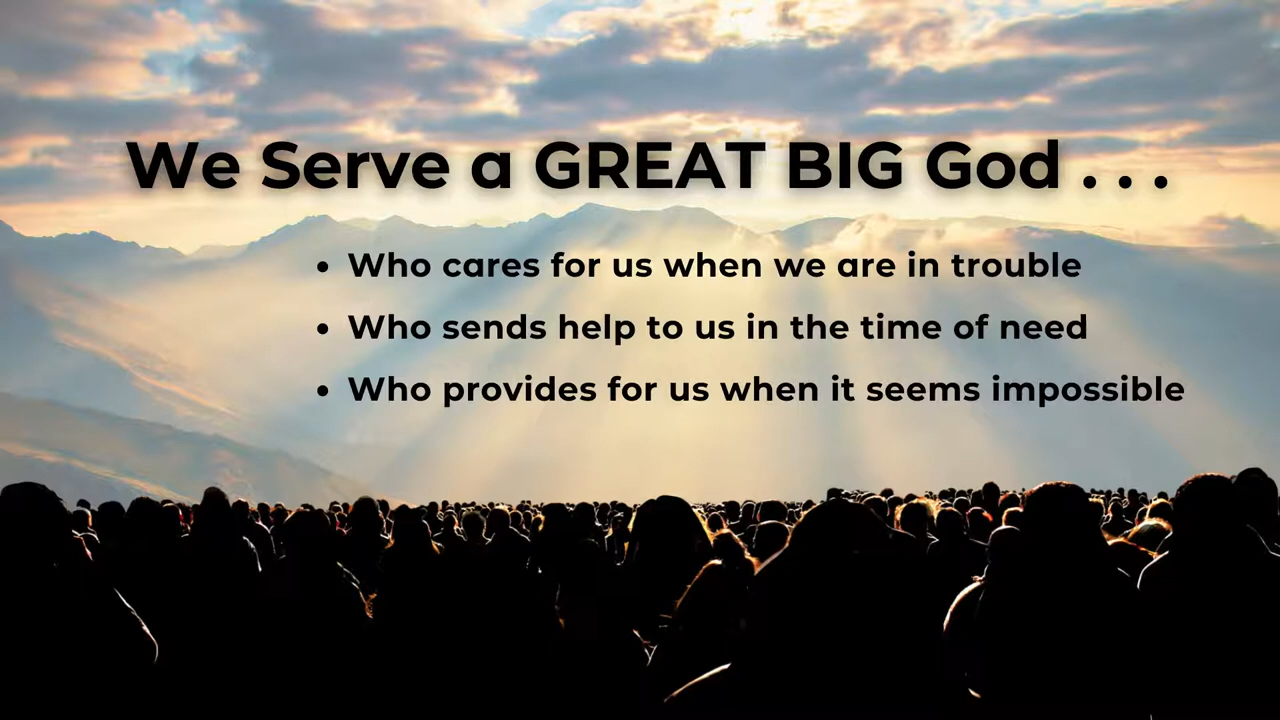 We Serve a GREAT BIG God . . .
• Who cares for us when we are in trouble
• Who sends help to us in the time of need
• Who provides for us when it seems impossible